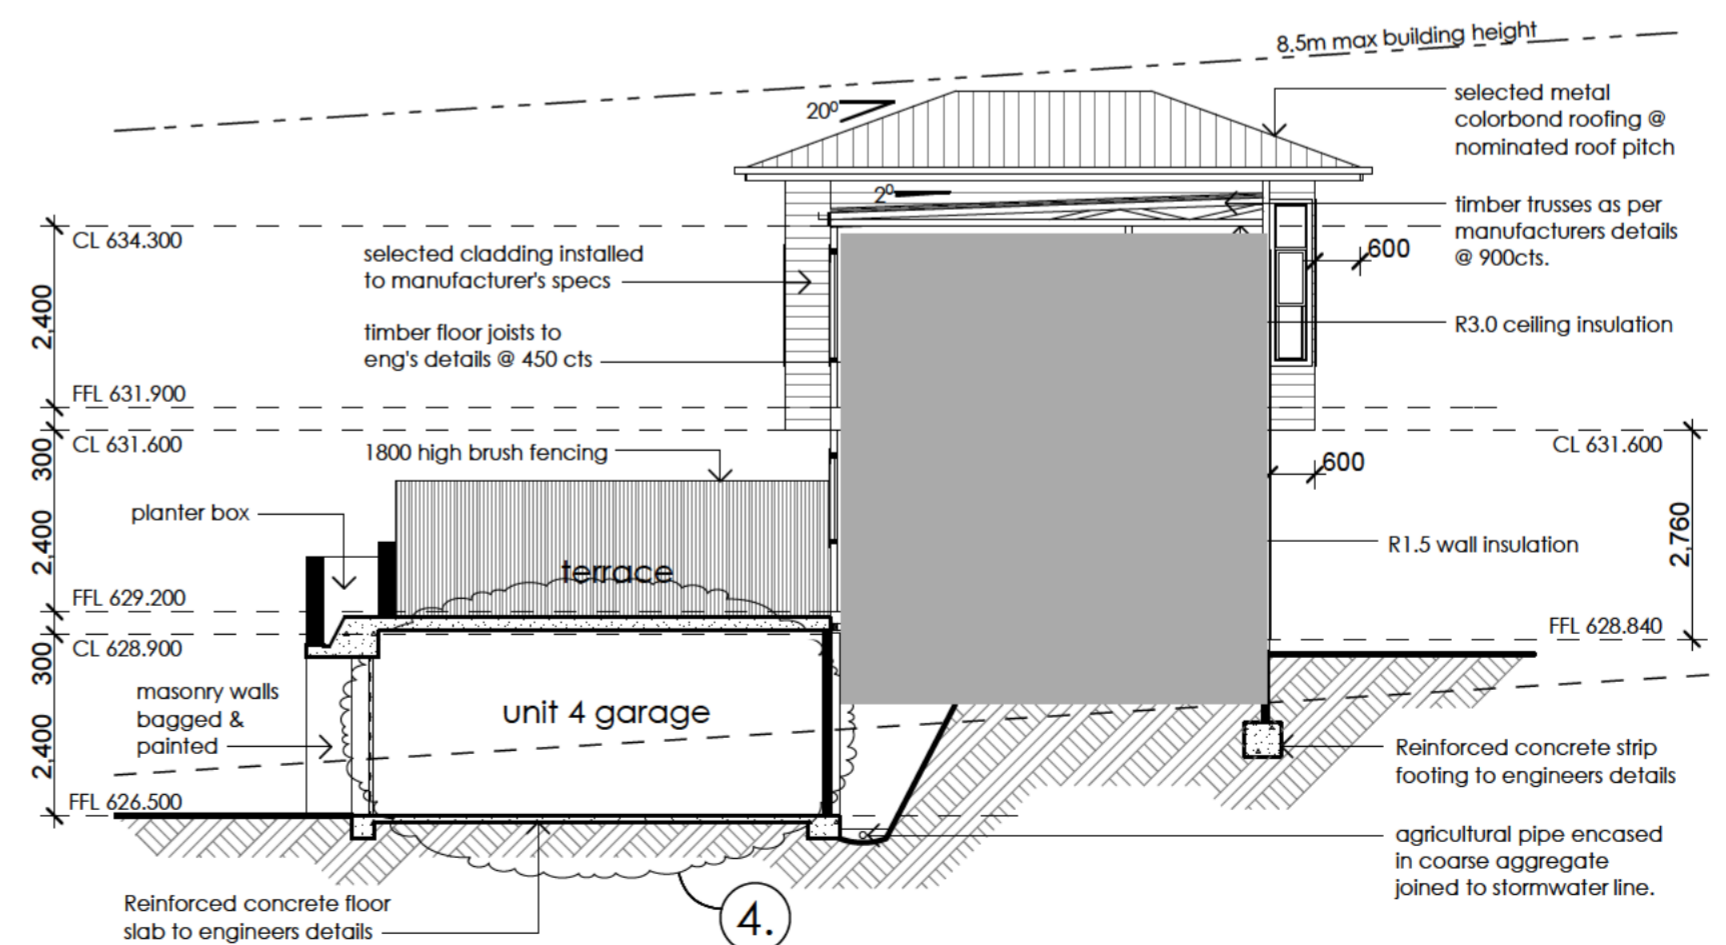 8.5m max building height
20°
selected metal
colorbond roofing @
nominated roof pitch
2°
timber trusses as per
manufacturers details
@ 900cts.
CL 634.300
selected cladding installed
to manufacturer's specs
600
2,400
timber floor joists to
eng's details @ 450 cts
R3.0 ceiling insulation
FFL 631.900
CL 631.600
300
1800 high brush fencing
CL 631.600
600
planter box
2,400
R1.5 wall insulation
2,760
terrace
FFL 629.200
FFL 628.840
CL 628.900
300
masonry walls
bagged &
painted
unit 4 garage
2,400
Reinforced concrete strip
footing to engineers details
FFL 626.500
agricultural pipe encased
in coarse aggregate
joined to stormwater line.
Reinforced concrete floor
slab to engineers details
4.